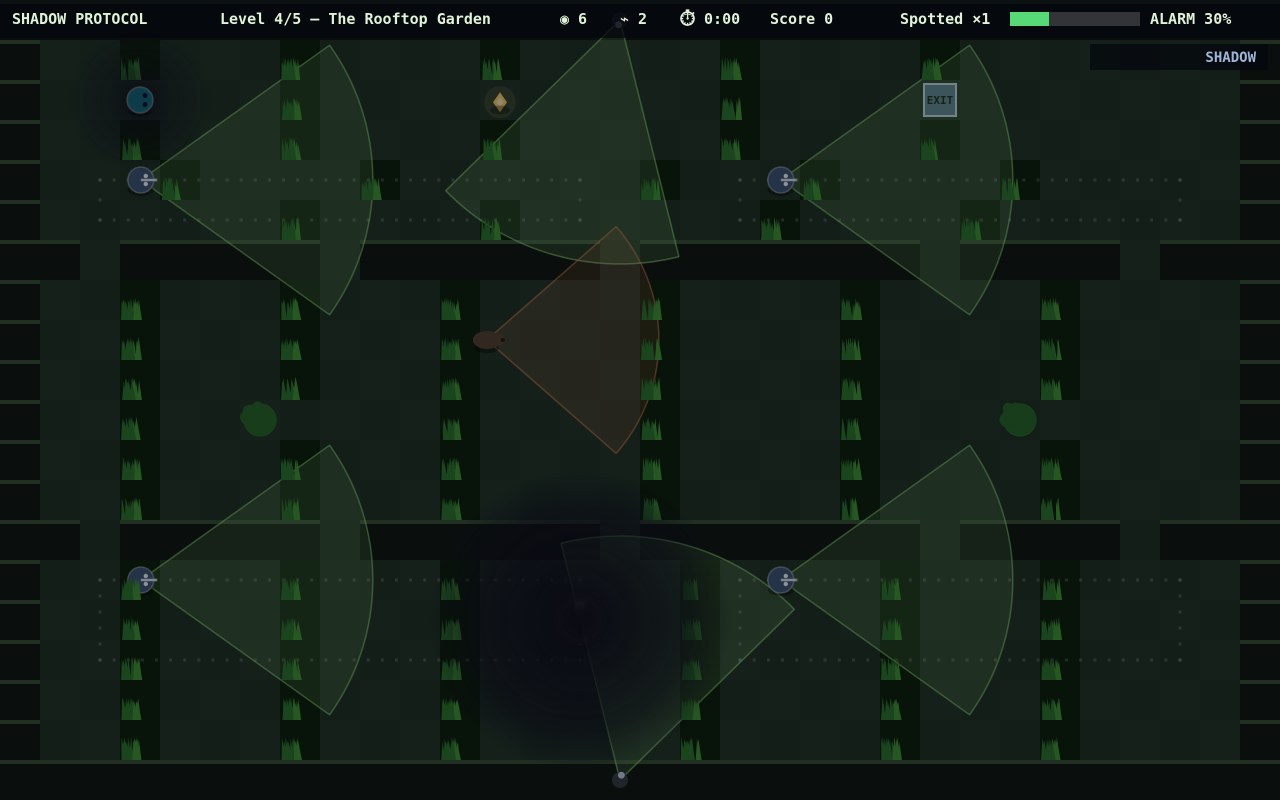 SHADOW PROTOCOL Level 4/5 — The Rooftop Garden ◉ 6 ⌁ 2 ⏱ 0:00 Score 0 Spotted ×1 ALARM 30%
SHADOW
EXIT